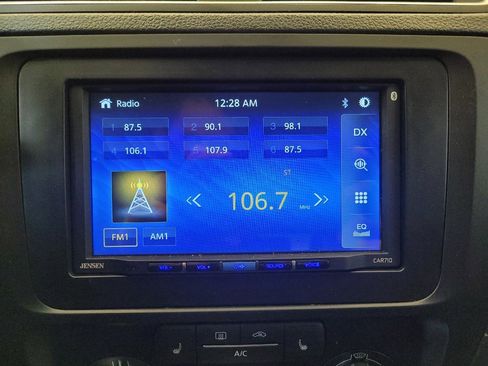 Radio 12:28 AM
1 87.5 2 90.1 3 98.1 DX
4 106.1 5 107.9 6 87.5
ST
<< 106.7 MHz >>
FM1 AM1 EQ
JENSEN VOL - VOL + SOUND VOICE CAR710
A/C